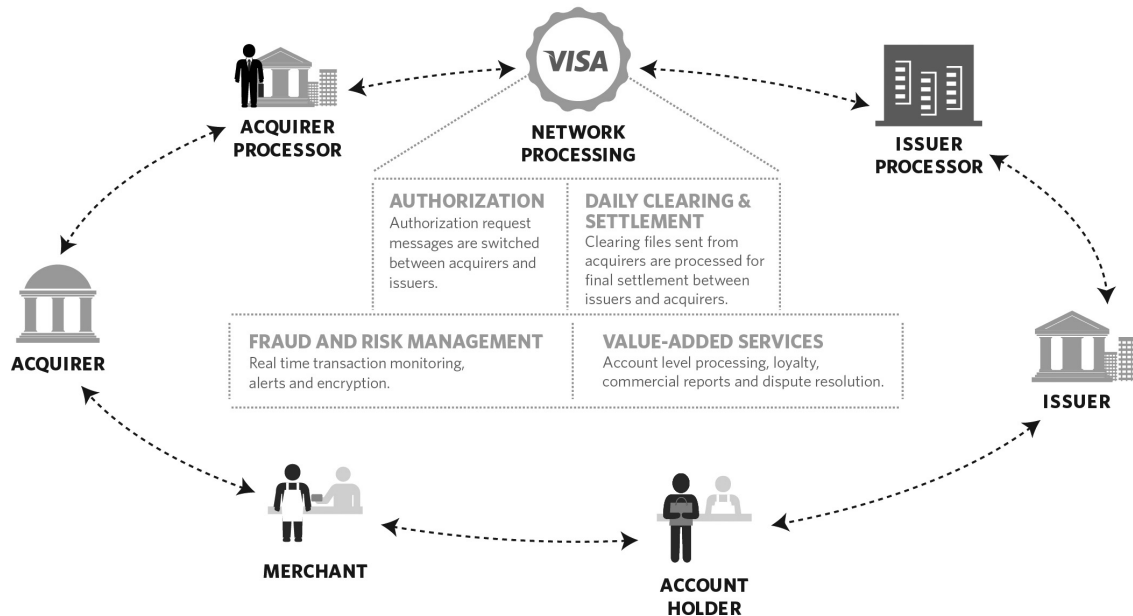 VISA
NETWORK
PROCESSING
ACQUIRER
PROCESSOR
ISSUER
PROCESSOR
AUTHORIZATION
Authorization request
messages are switched
between acquirers and
issuers.
DAILY CLEARING &
SETTLEMENT
Clearing files sent from
acquirers are processed for
final settlement between
issuers and acquirers.
FRAUD AND RISK MANAGEMENT
Real time transaction monitoring,
alerts and encryption.
VALUE-ADDED SERVICES
Account level processing, loyalty,
commercial reports and dispute resolution.
ACQUIRER
ISSUER
MERCHANT
ACCOUNT
HOLDER